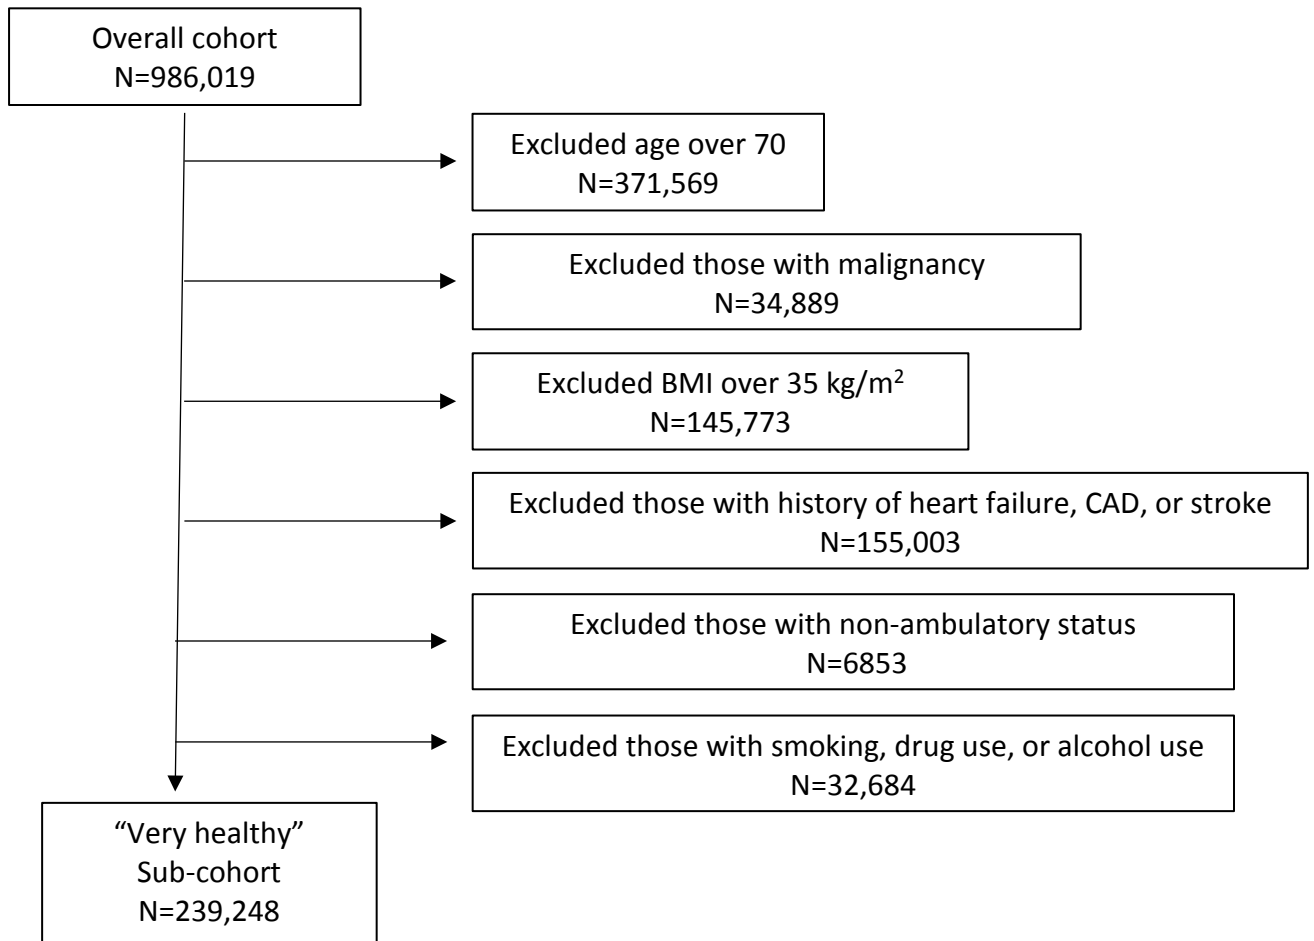 Overall cohort
N=986,019
Excluded age over 70
N=371,569
Excluded those with malignancy
N=34,889
Excluded BMI over 35 kg/m²
N=145,773
Excluded those with history of heart failure, CAD, or stroke
N=155,003
Excluded those with non-ambulatory status
N=6853
Excluded those with smoking, drug use, or alcohol use
N=32,684
“Very healthy”
Sub-cohort
N=239,248